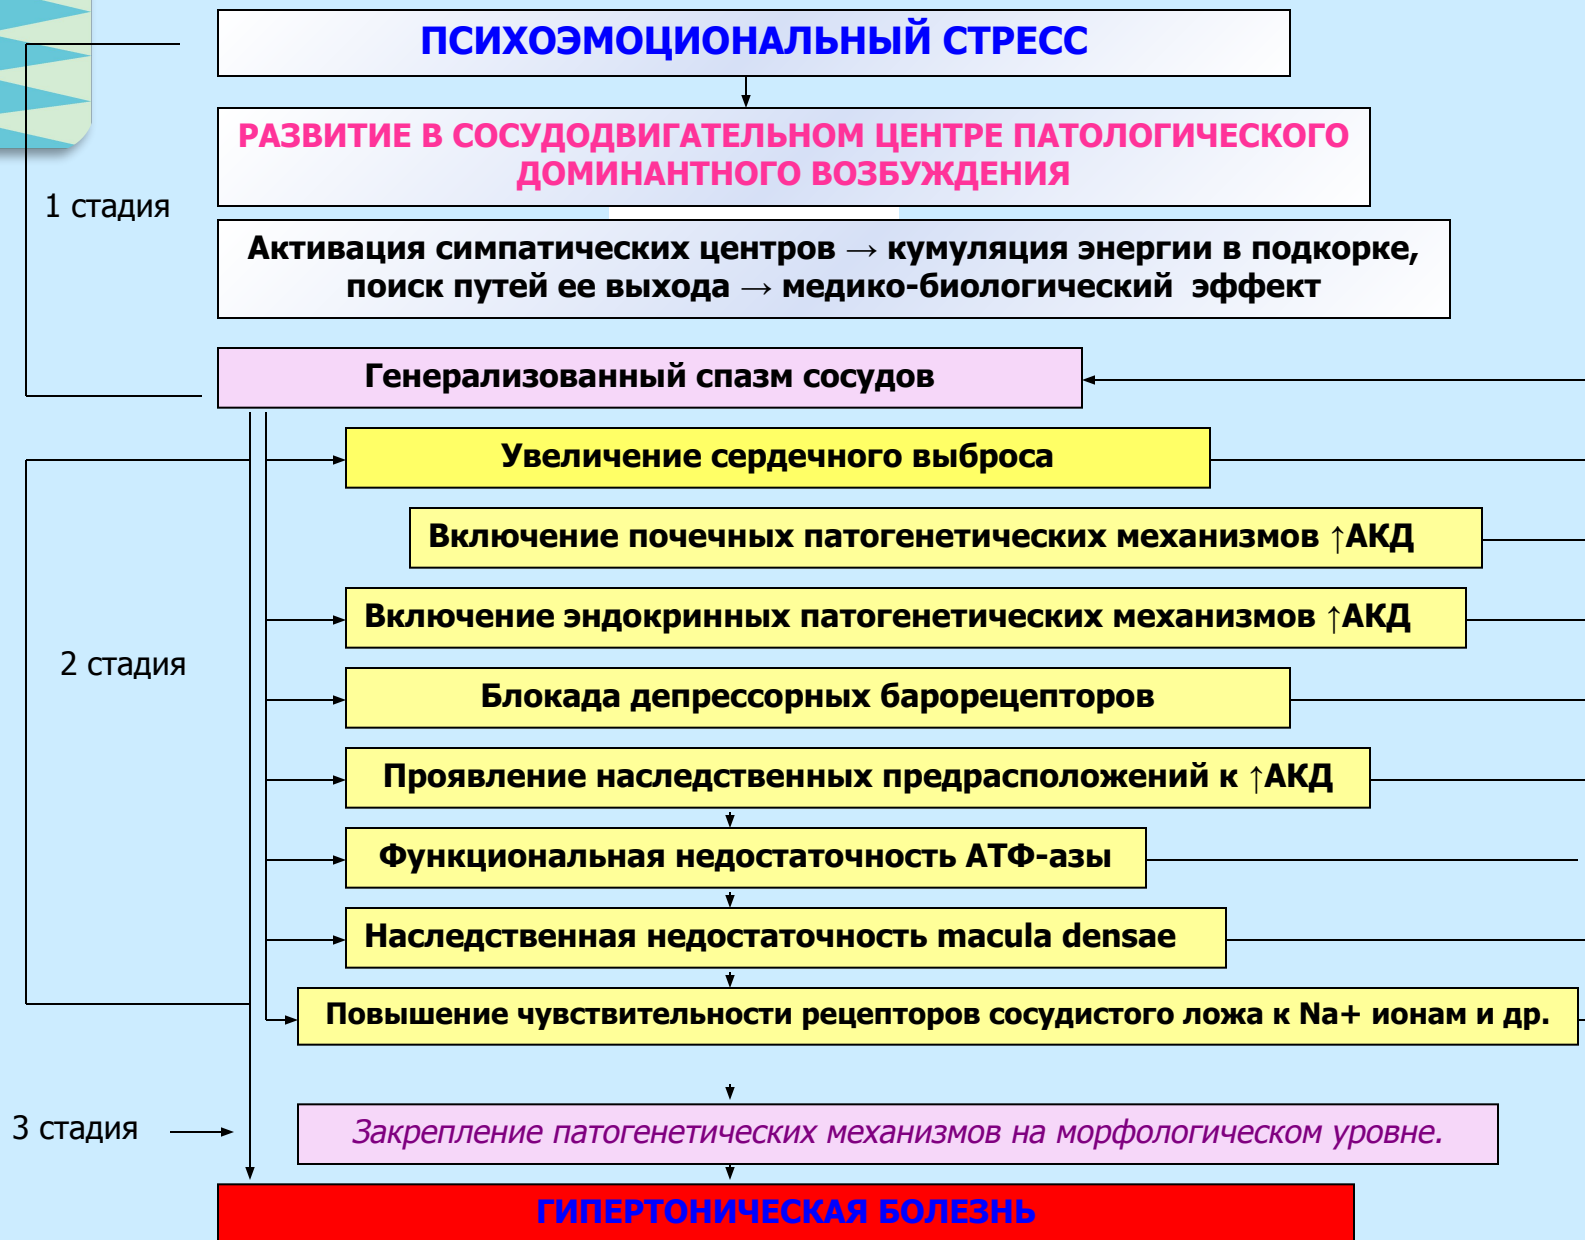 ПСИХОЭМОЦИОНАЛЬНЫЙ СТРЕСС
РАЗВИТИЕ В СОСУДОДВИГАТЕЛЬНОМ ЦЕНТРЕ ПАТОЛОГИЧЕСКОГО
ДОМИНАНТНОГО ВОЗБУЖДЕНИЯ
1 стадия
Активация симпатических центров → кумуляция энергии в подкорке,
поиск путей ее выхода → медико-биологический эффект
Генерализованный спазм сосудов
Увеличение сердечного выброса
Включение почечных патогенетических механизмов ↑АКД
Включение эндокринных патогенетических механизмов ↑АКД
2 стадия
Блокада депрессорных барорецепторов
Проявление наследственных предрасположений к ↑АКД
Функциональная недостаточность АТФ-азы
Наследственная недостаточность macula densae
Повышение чувствительности рецепторов сосудистого ложа к Na+ ионам и др.
3 стадия
Закрепление патогенетических механизмов на морфологическом уровне.
ГИПЕРТОНИЧЕСКАЯ БОЛЕЗНЬ